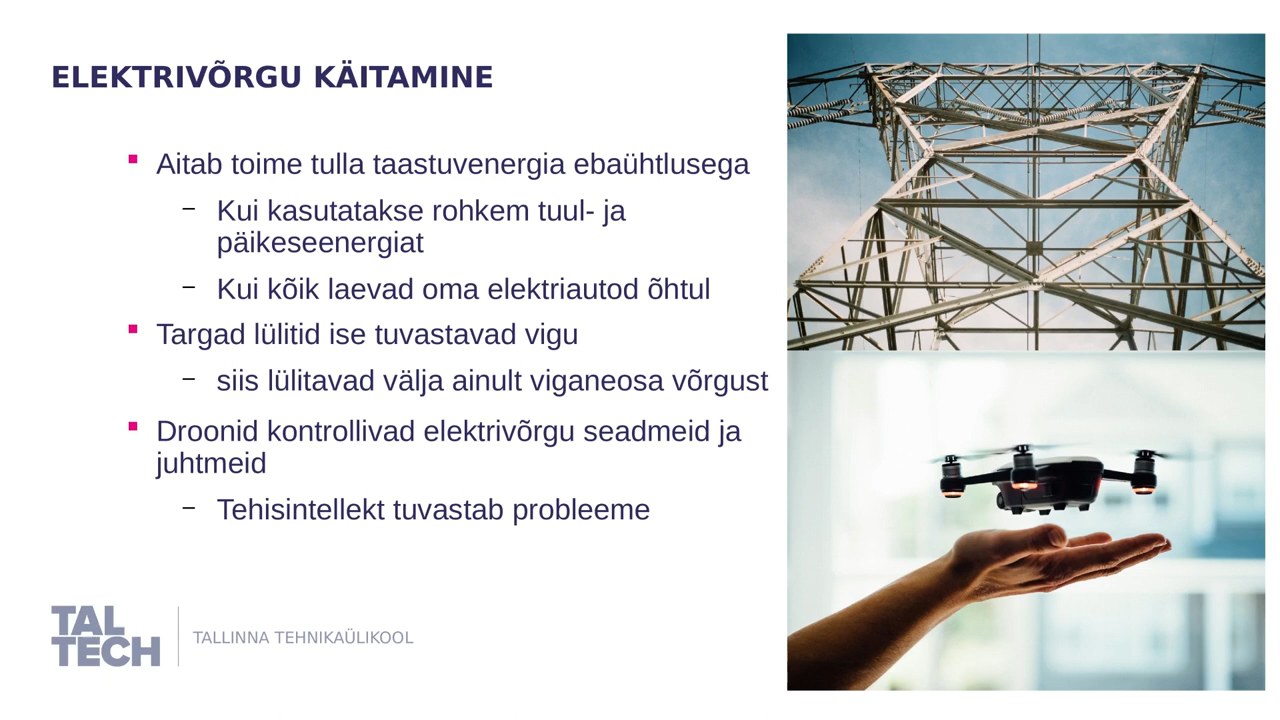 ELEKTRIVÕRGU KÄITAMINE
Aitab toime tulla taastuvenergia ebaühtlusega
– Kui kasutatakse rohkem tuul- ja
päikeseenergiat
– Kui kõik laevad oma elektriautod õhtul
Targad lülitid ise tuvastavad vigu
– siis lülitavad välja ainult viganeosa võrgust
Droonid kontrollivad elektrivõrgu seadmeid ja
juhtmeid
– Tehisintellekt tuvastab probleeme
TAL
TECH
TALLINNA TEHNIKAÜLIKOOL